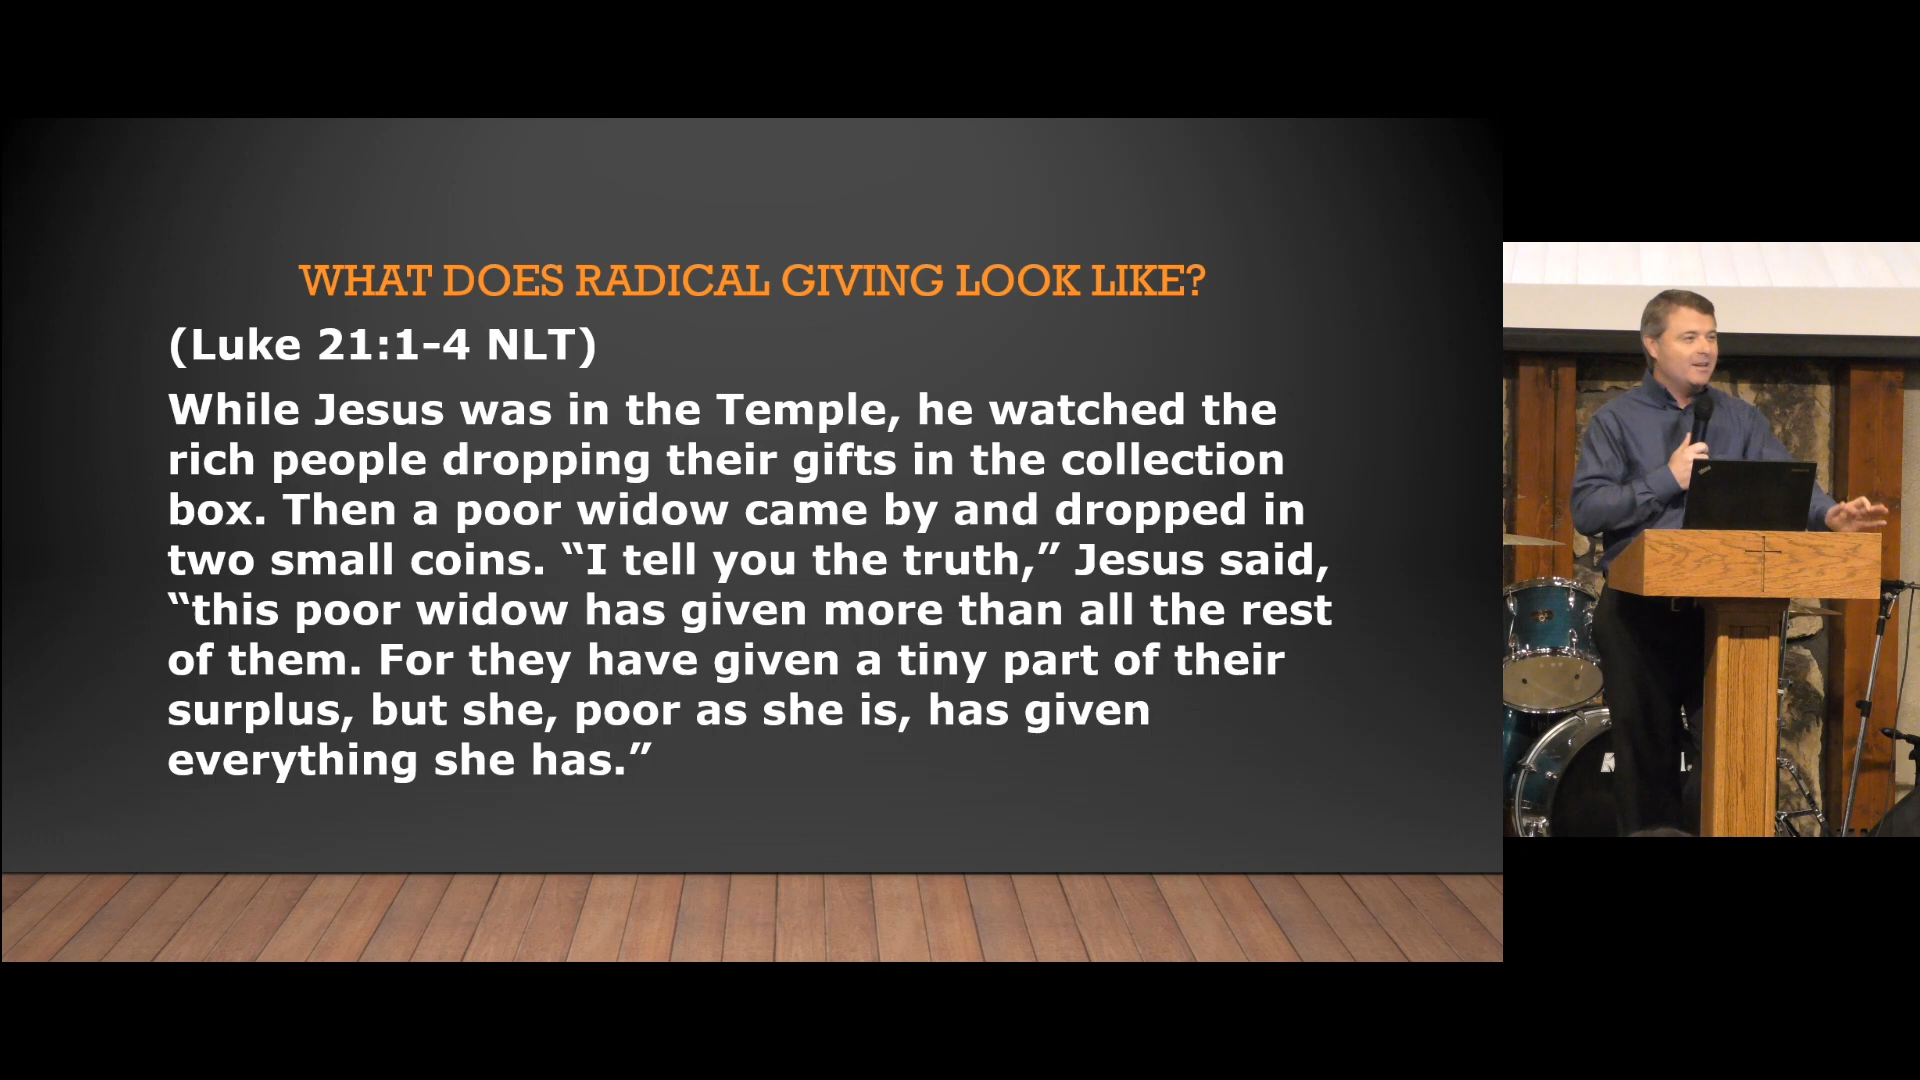 WHAT DOES RADICAL GIVING LOOK LIKE?
(Luke 21:1-4 NLT)
While Jesus was in the Temple, he watched the
rich people dropping their gifts in the collection
box. Then a poor widow came by and dropped in
two small coins. “I tell you the truth,” Jesus said,
“this poor widow has given more than all the rest
of them. For they have given a tiny part of their
surplus, but she, poor as she is, has given
everything she has.”